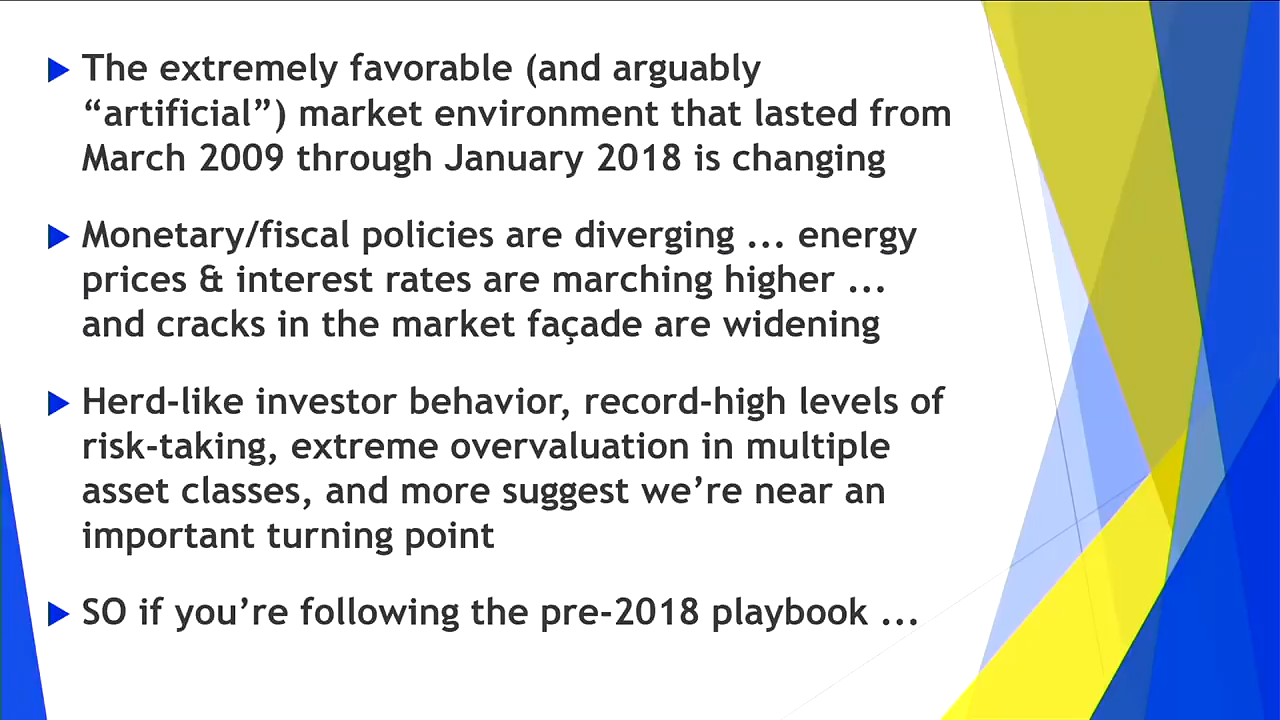 The extremely favorable (and arguably
“artificial”) market environment that lasted from
March 2009 through January 2018 is changing
Monetary/fiscal policies are diverging ... energy
prices & interest rates are marching higher ...
and cracks in the market façade are widening
Herd-like investor behavior, record-high levels of
risk-taking, extreme overvaluation in multiple
asset classes, and more suggest we’re near an
important turning point
SO if you’re following the pre-2018 playbook ...